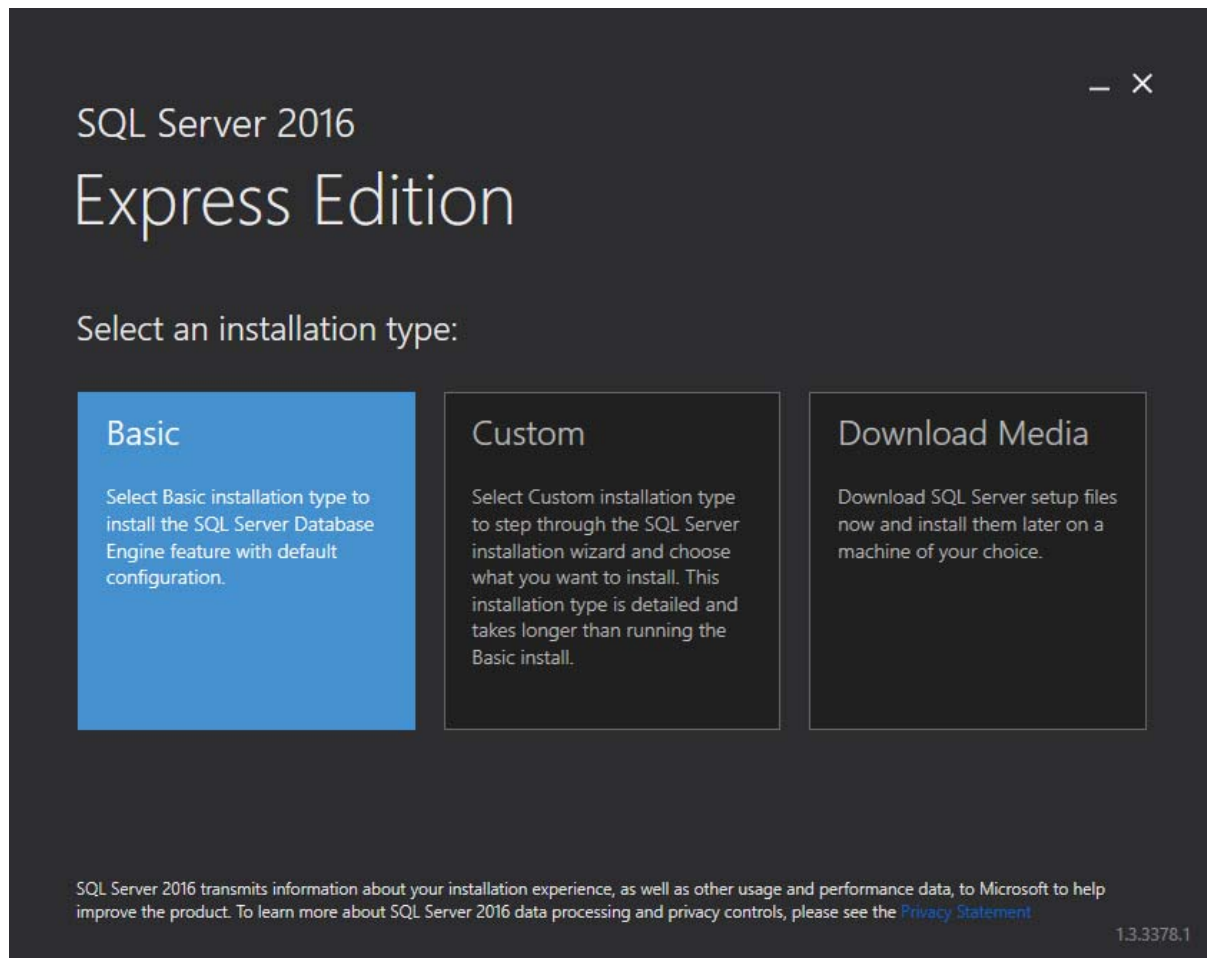 SQL Server 2016
Express Edition
Select an installation type:
Basic
Select Basic installation type to
install the SQL Server Database
Engine feature with default
configuration.
Custom
Select Custom installation type
to step through the SQL Server
installation wizard and choose
what you want to install. This
installation type is detailed and
takes longer than running the
Basic install.
Download Media
Download SQL Server setup files
now and install them later on a
machine of your choice.
SQL Server 2016 transmits information about your installation experience, as well as other usage and performance data, to Microsoft to help
improve the product. To learn more about SQL Server 2016 data processing and privacy controls, please see the Privacy Statement
1.3.3378.1